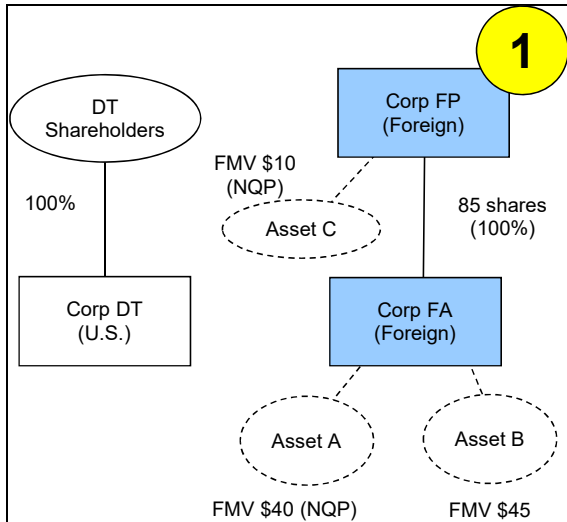 1
DT
Shareholders
Corp FP
(Foreign)
FMV $10
(NQP)
100%
85 shares
(100%)
Asset C
Corp DT
(U.S.)
Corp FA
(Foreign)
Asset A
Asset B
FMV $40 (NQP)
FMV $45